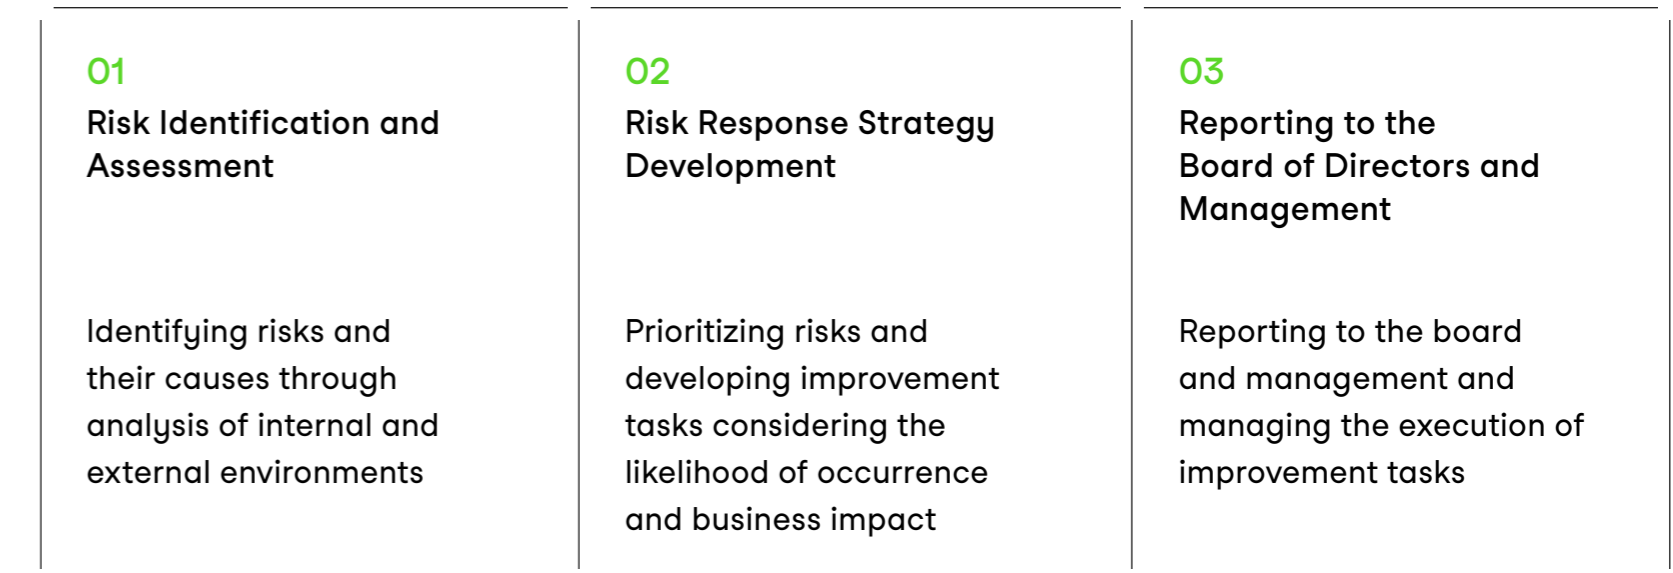 01
Risk Identification and
Assessment
Identifying risks and
their causes through
analysis of internal and
external environments
02
Risk Response Strategy
Development
Prioritizing risks and
developing improvement
tasks considering the
likelihood of occurrence
and business impact
03
Reporting to the
Board of Directors and
Management
Reporting to the board
and management and
managing the execution of
improvement tasks